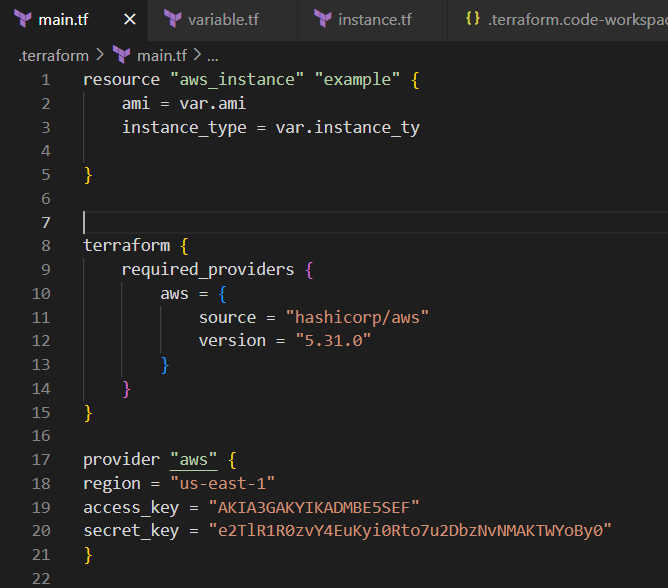 main.tf × variable.tf instance.tf {} .terraform.code-workspac
.terraform > main.tf > ...
1 resource "aws_instance" "example" {
2 ami = var.ami
3 instance_type = var.instance_ty
4
5 }
6
7
8 terraform {
9 required_providers {
10 aws = {
11 source = "hashicorp/aws"
12 version = "5.31.0"
13 }
14 }
15 }
16
17 provider "aws" {
18 region = "us-east-1"
19 access_key = "AKIA3GAKYIKADMBE5SEF"
20 secret_key = "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"
21 }
22